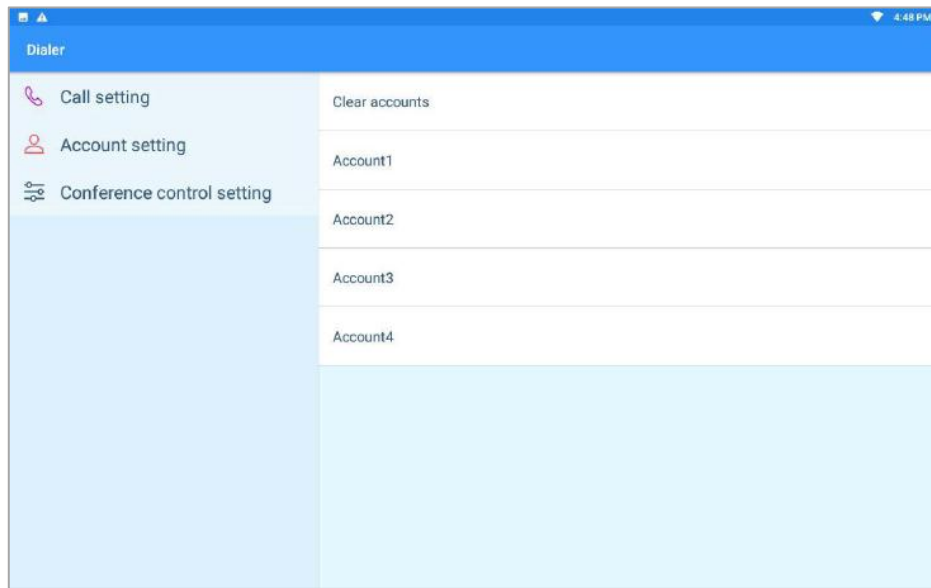 4:48 PM
Dialer
Call setting
Account setting
Conference control setting
Clear accounts
Account1
Account2
Account3
Account4